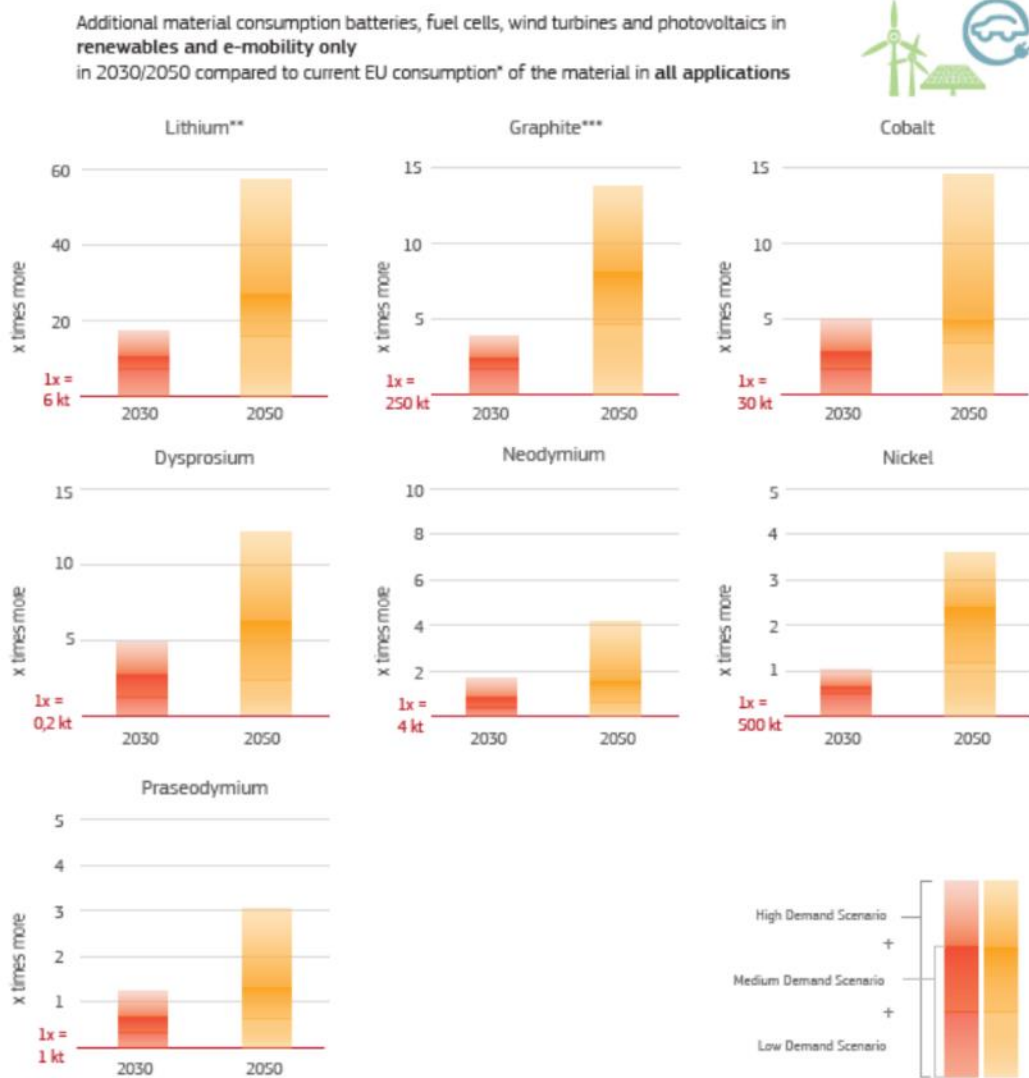 Additional material consumption batteries, fuel cells, wind turbines and photovoltaics in
renewables and e-mobility only
in 2030/2050 compared to current EU consumption* of the material in all applications
Lithium**
60
40
20
x times more
1x =
6 kt
2030
2050
Graphite***
15
10
5
x times more
1x =
250 kt
2030
2050
Cobalt
15
10
5
x times more
1x =
30 kt
2030
2050
Dysprosium
15
10
5
x times more
1x =
0,2 kt
2030
2050
Neodymium
10
8
6
4
2
x times more
1x =
4 kt
2030
2050
Nickel
5
4
3
2
1
x times more
1x =
500 kt
2030
2050
Praseodymium
5
4
3
2
1
x times more
1x =
1 kt
2030
2050
High Demand Scenario
+
Medium Demand Scenario
+
Low Demand Scenario